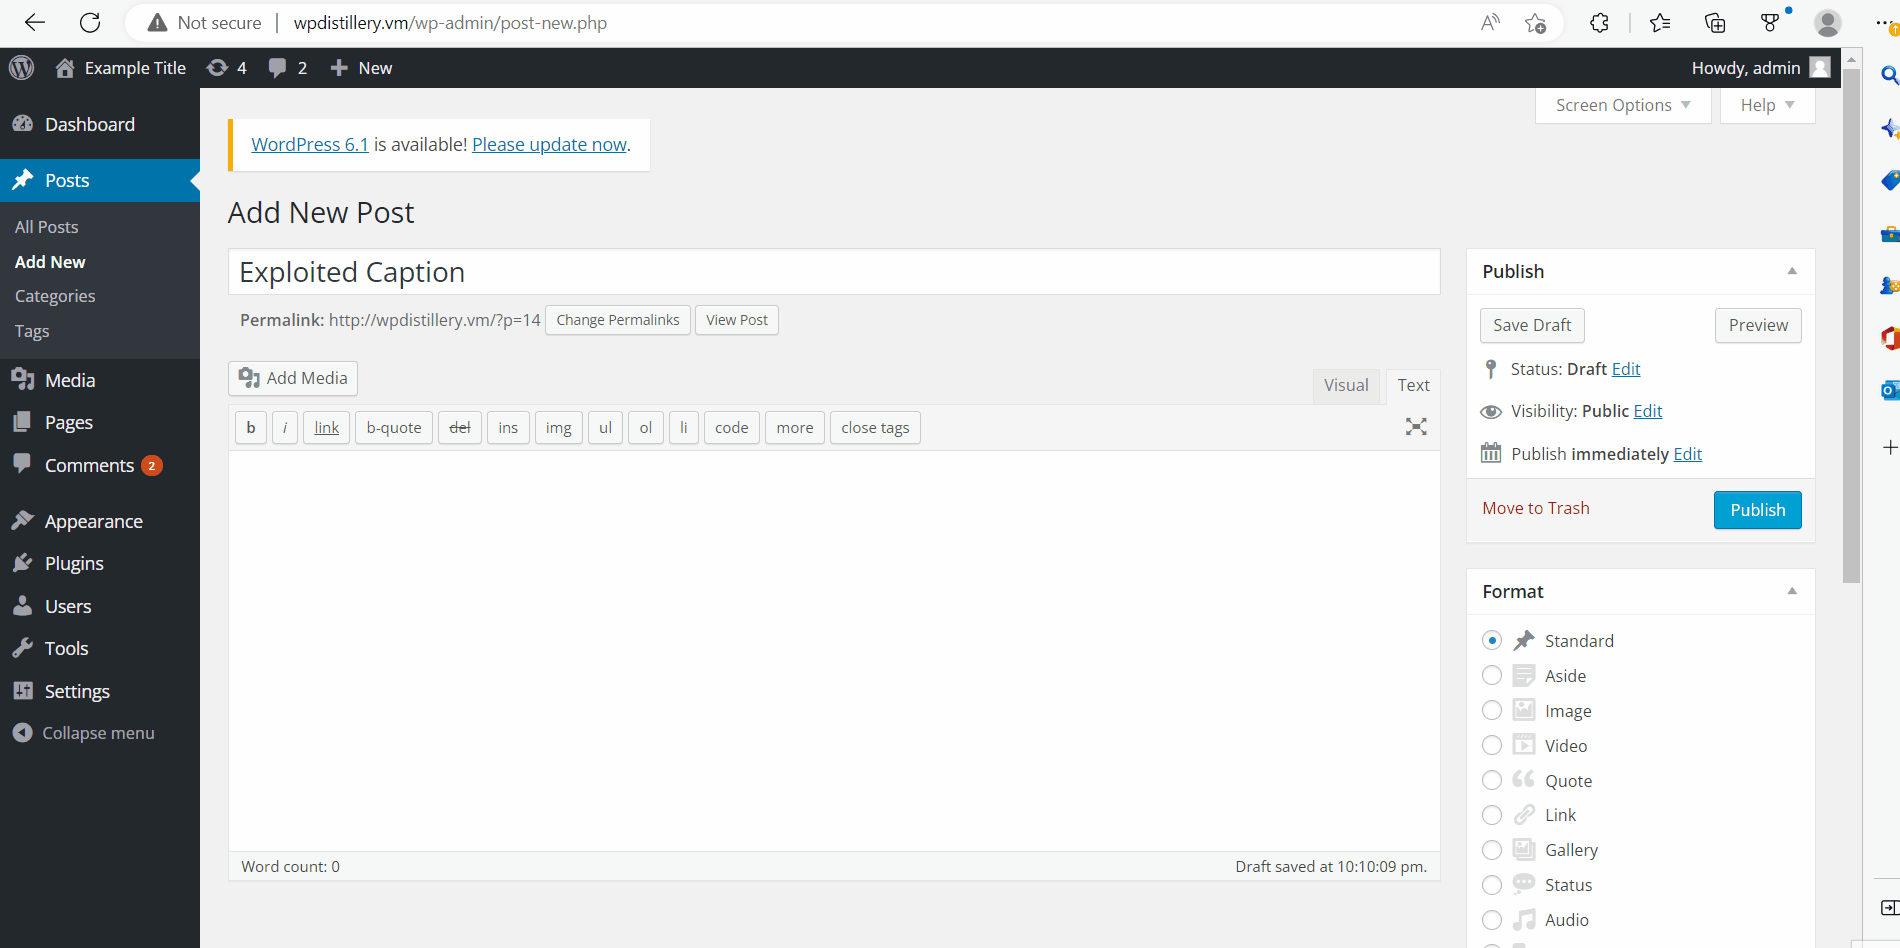 Not secure | wpdistillery.vm/wp-admin/post-new.php
Example Title 4 2 New Howdy, admin
Screen Options Help
Dashboard
Posts
All Posts
Add New
Categories
Tags
Media
Pages
Comments 2
Appearance
Plugins
Users
Tools
Settings
Collapse menu
WordPress 6.1 is available! Please update now.
Add New Post
Exploited Caption
Permalink: http://wpdistillery.vm/?p=14 Change Permalinks View Post
Add Media Visual Text
b i link b-quote del ins img ul ol li code more close tags
Word count: 0 Draft saved at 10:10:09 pm.
Publish
Save Draft Preview
Status: Draft Edit
Visibility: Public Edit
Publish immediately Edit
Move to Trash Publish
Format
Standard
Aside
Image
Video
Quote
Link
Gallery
Status
Audio